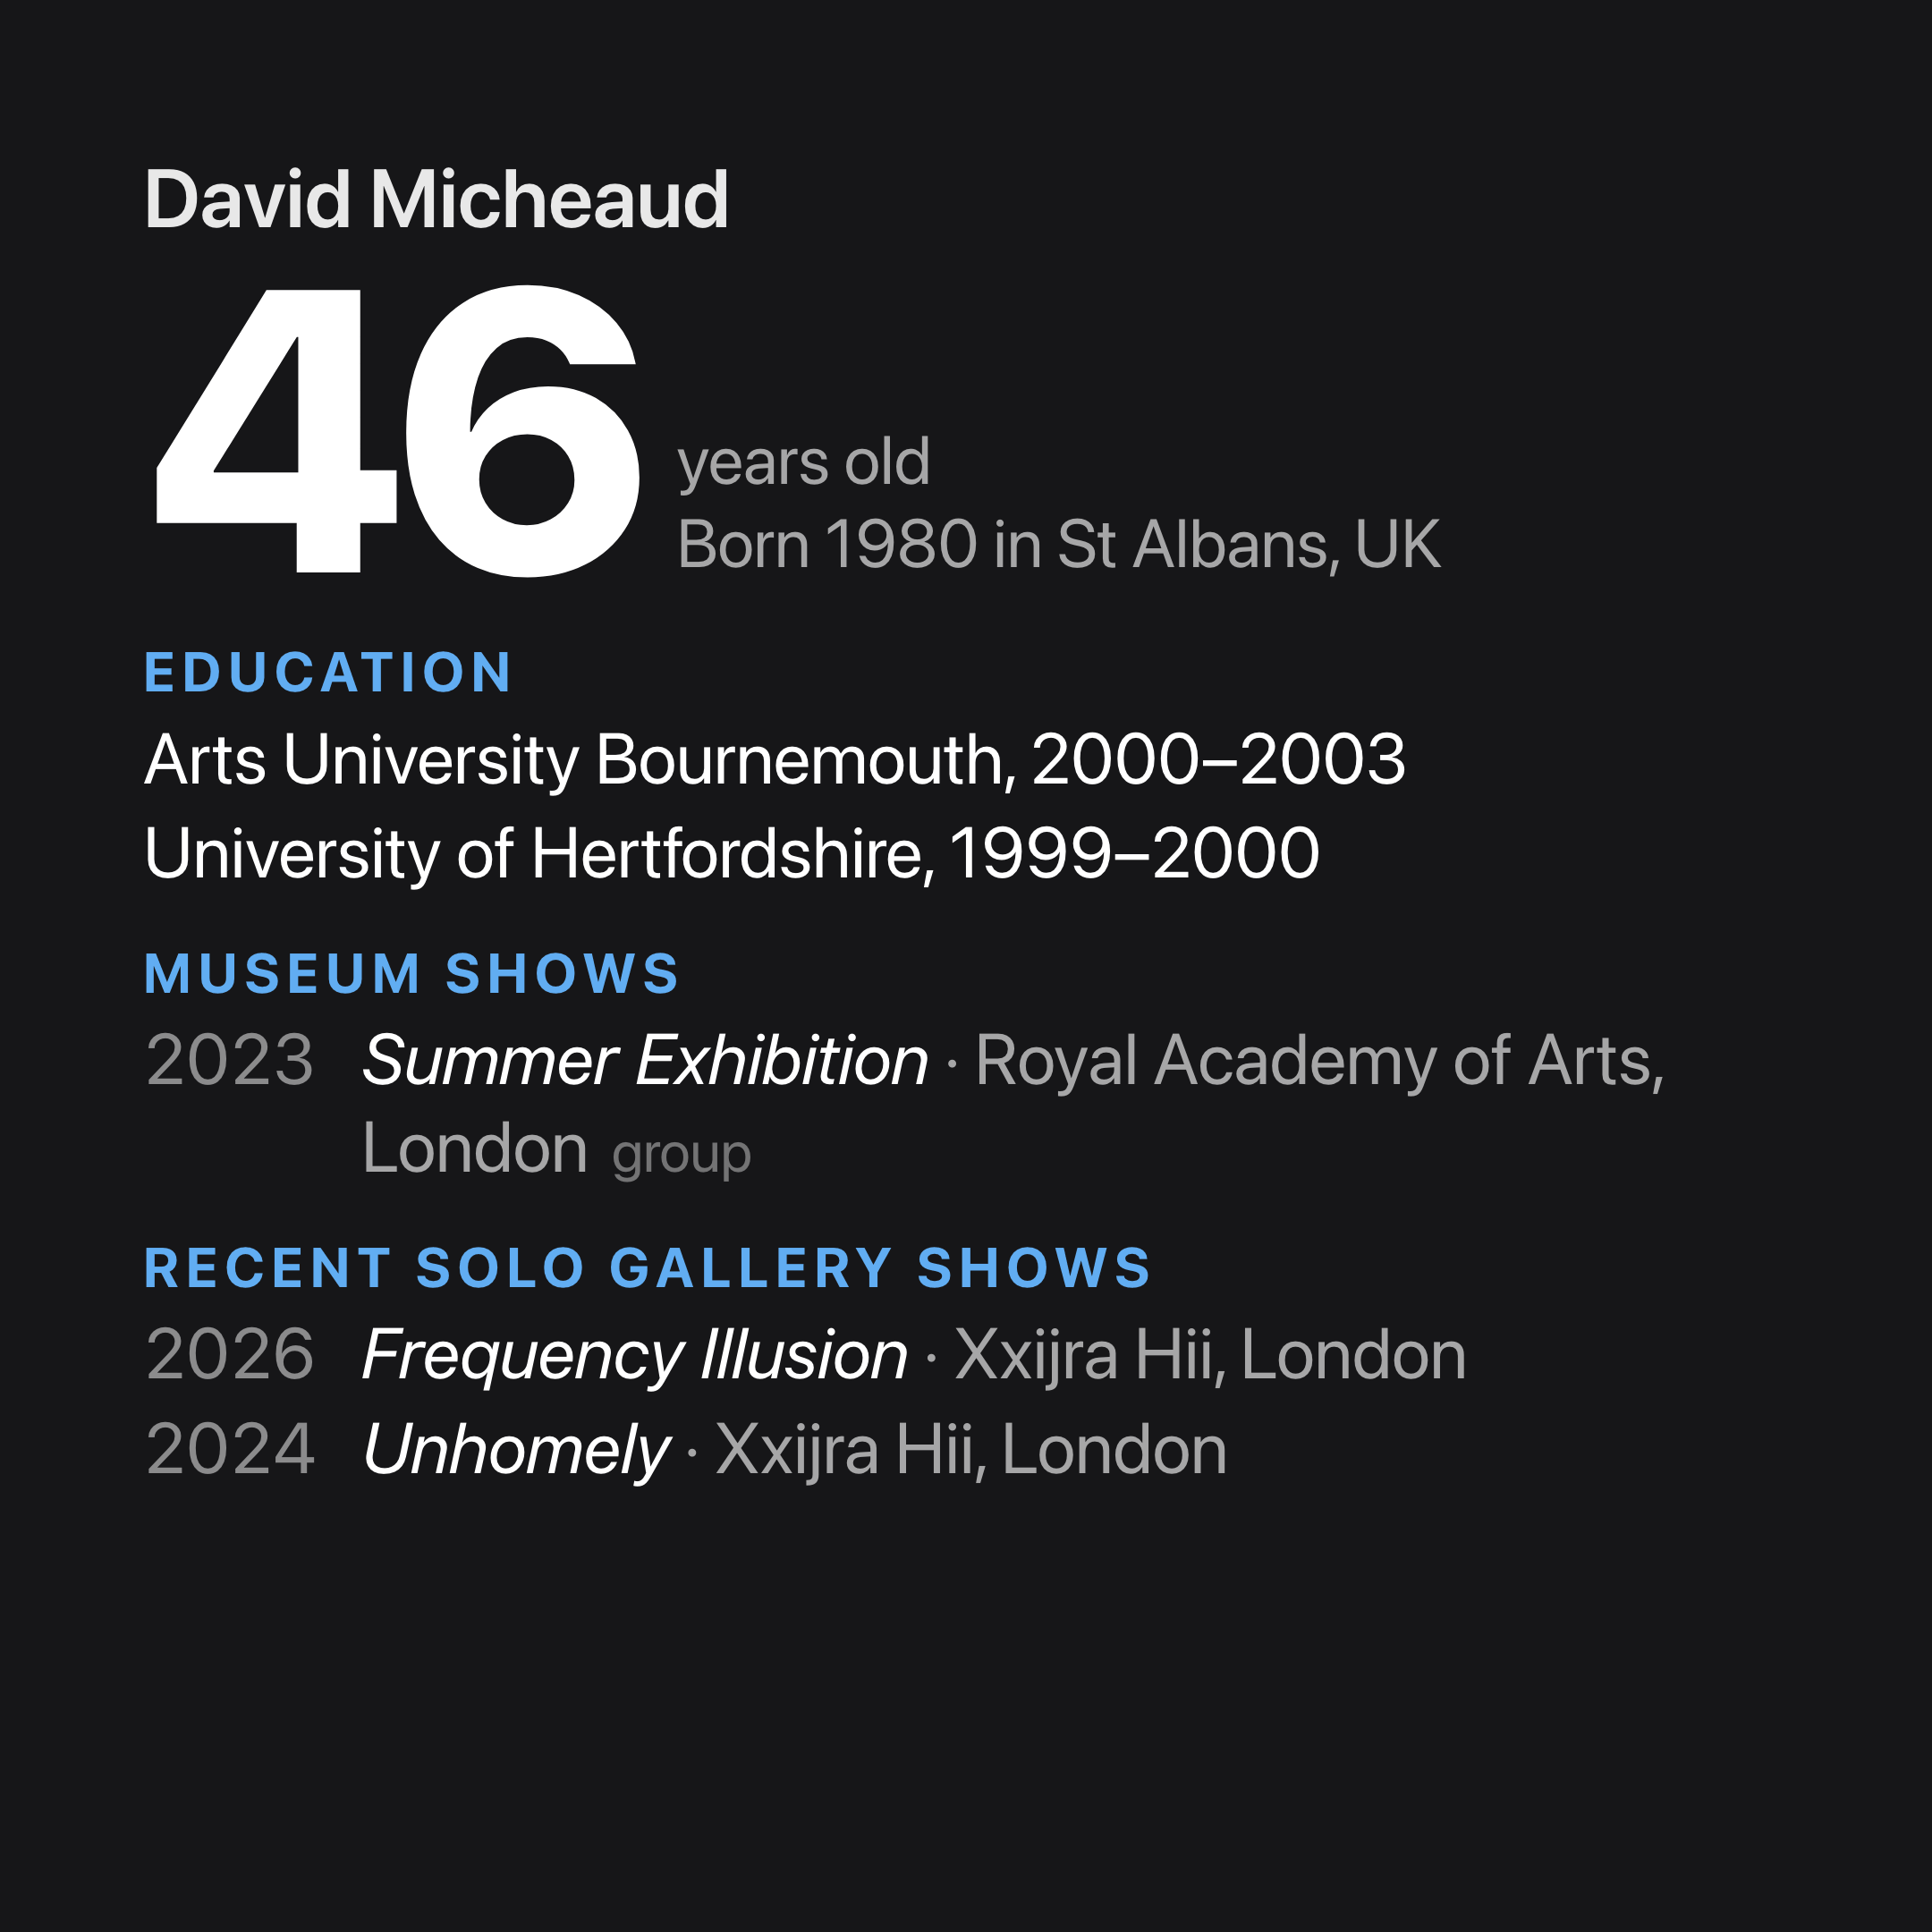 David Micheaud
46
years old
Born 1980 in St Albans, UK
EDUCATION
Arts University Bournemouth, 2000–2003
University of Hertfordshire, 1999–2000
MUSEUM SHOWS
2023 Summer Exhibition · Royal Academy of Arts,
London group
RECENT SOLO GALLERY SHOWS
2026 Frequency Illusion · Xxijra Hii, London
2024 Unhomely · Xxijra Hii, London